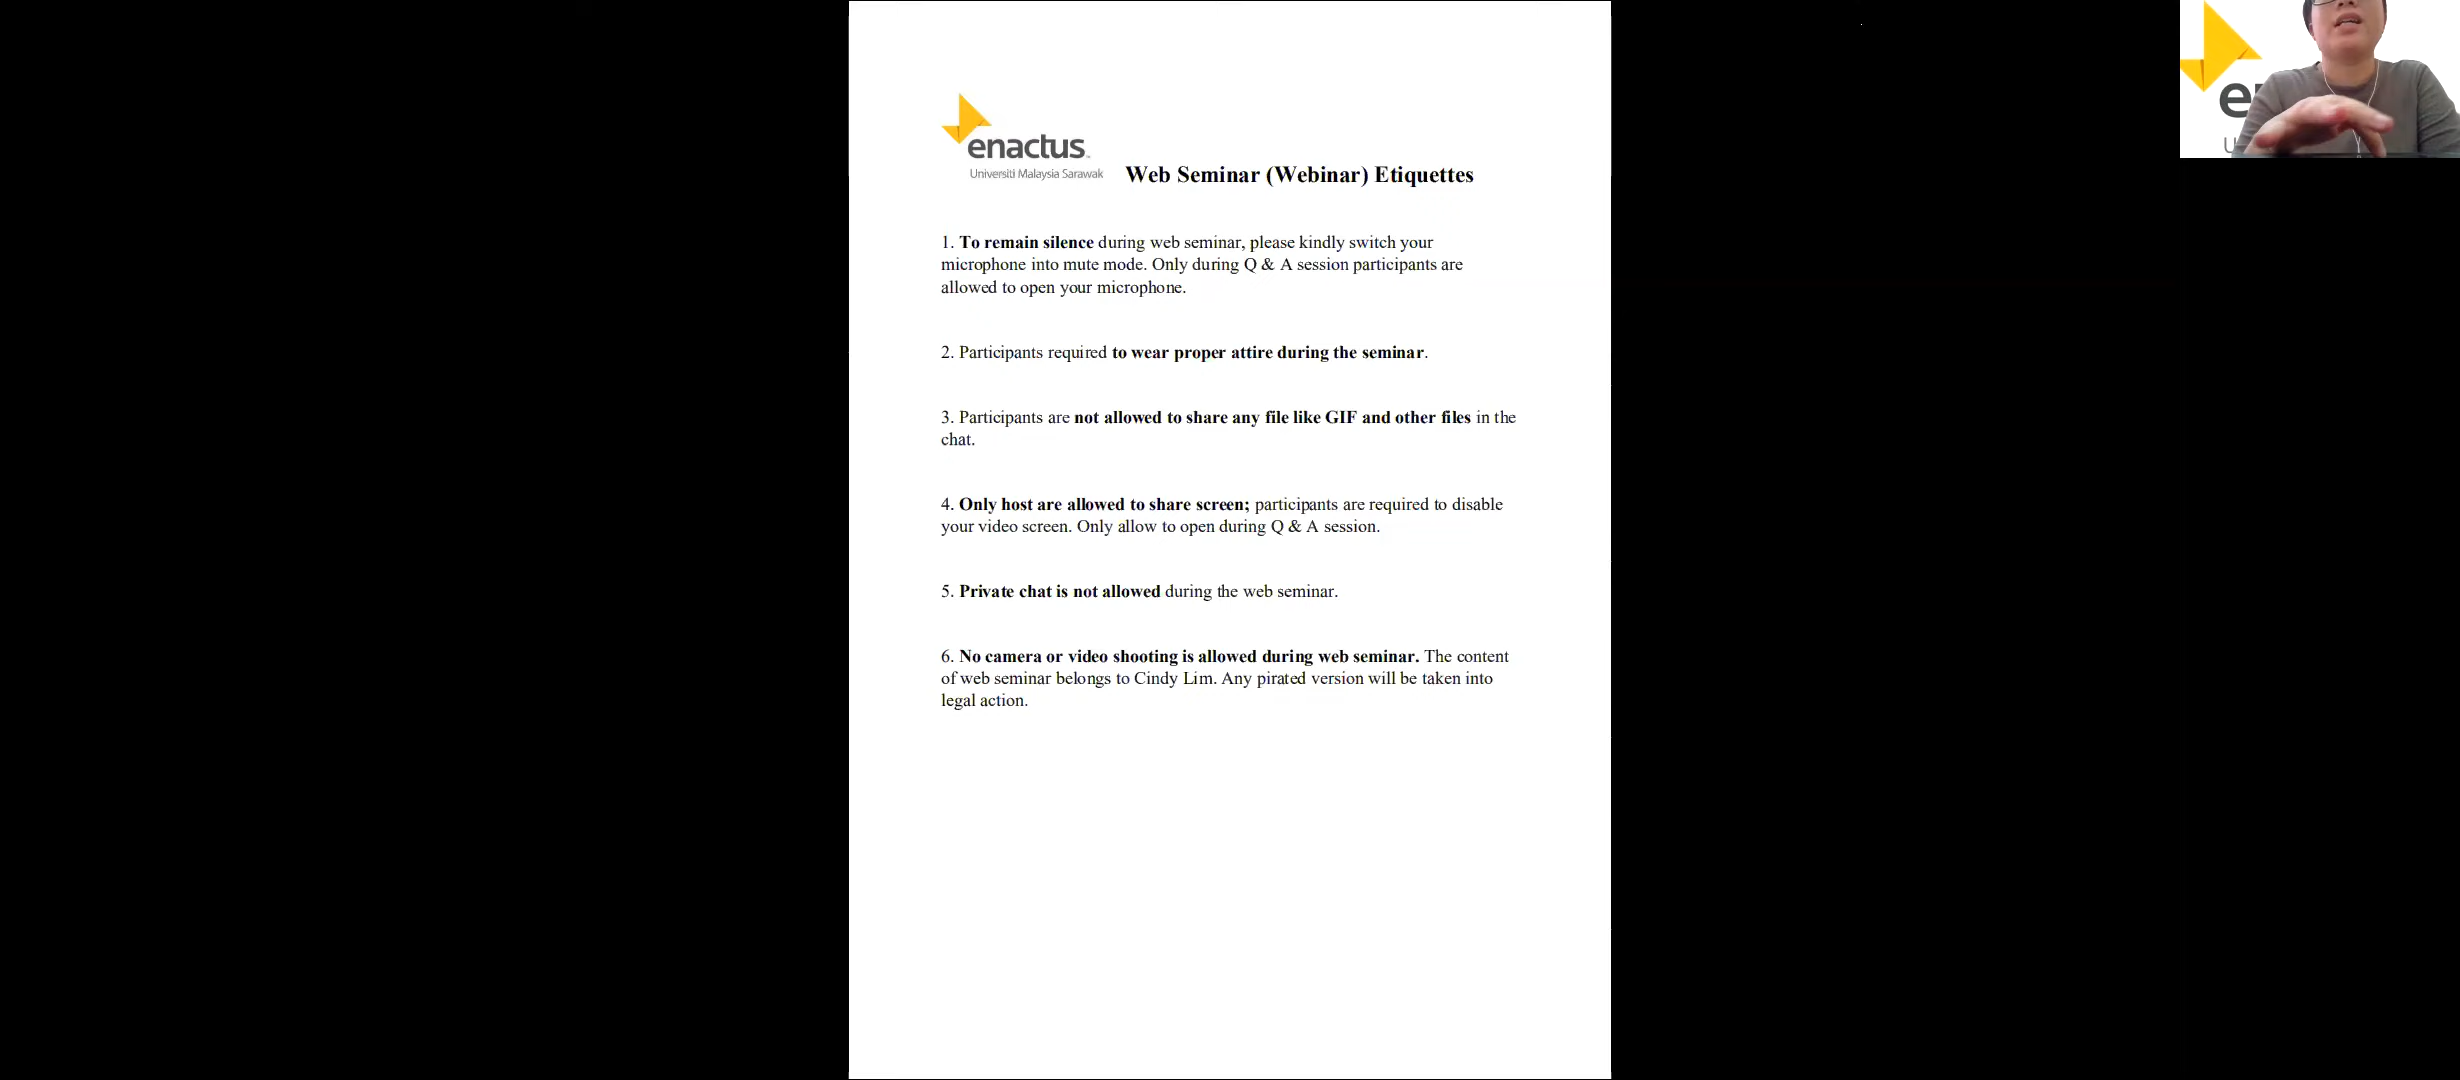 enactus
Universiti Malaysia Sarawak
Web Seminar (Webinar) Etiquettes
1. To remain silence during web seminar, please kindly switch your
microphone into mute mode. Only during Q & A session participants are
allowed to open your microphone.
2. Participants required to wear proper attire during the seminar.
3. Participants are not allowed to share any file like GIF and other files in the
chat.
4. Only host are allowed to share screen; participants are required to disable
your video screen. Only allow to open during Q & A session.
5. Private chat is not allowed during the web seminar.
6. No camera or video shooting is allowed during web seminar. The content
of web seminar belongs to Cindy Lim. Any pirated version will be taken into
legal action.